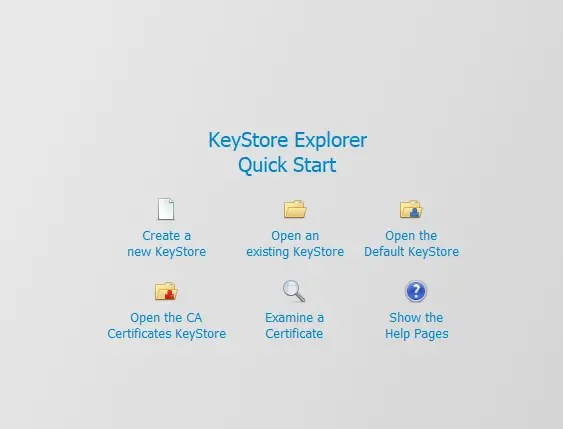 KeyStore Explorer
Quick Start
Create a
new KeyStore
Open an
existing KeyStore
Open the
Default KeyStore
Open the CA
Certificates KeyStore
Examine a
Certificate
Show the
Help Pages